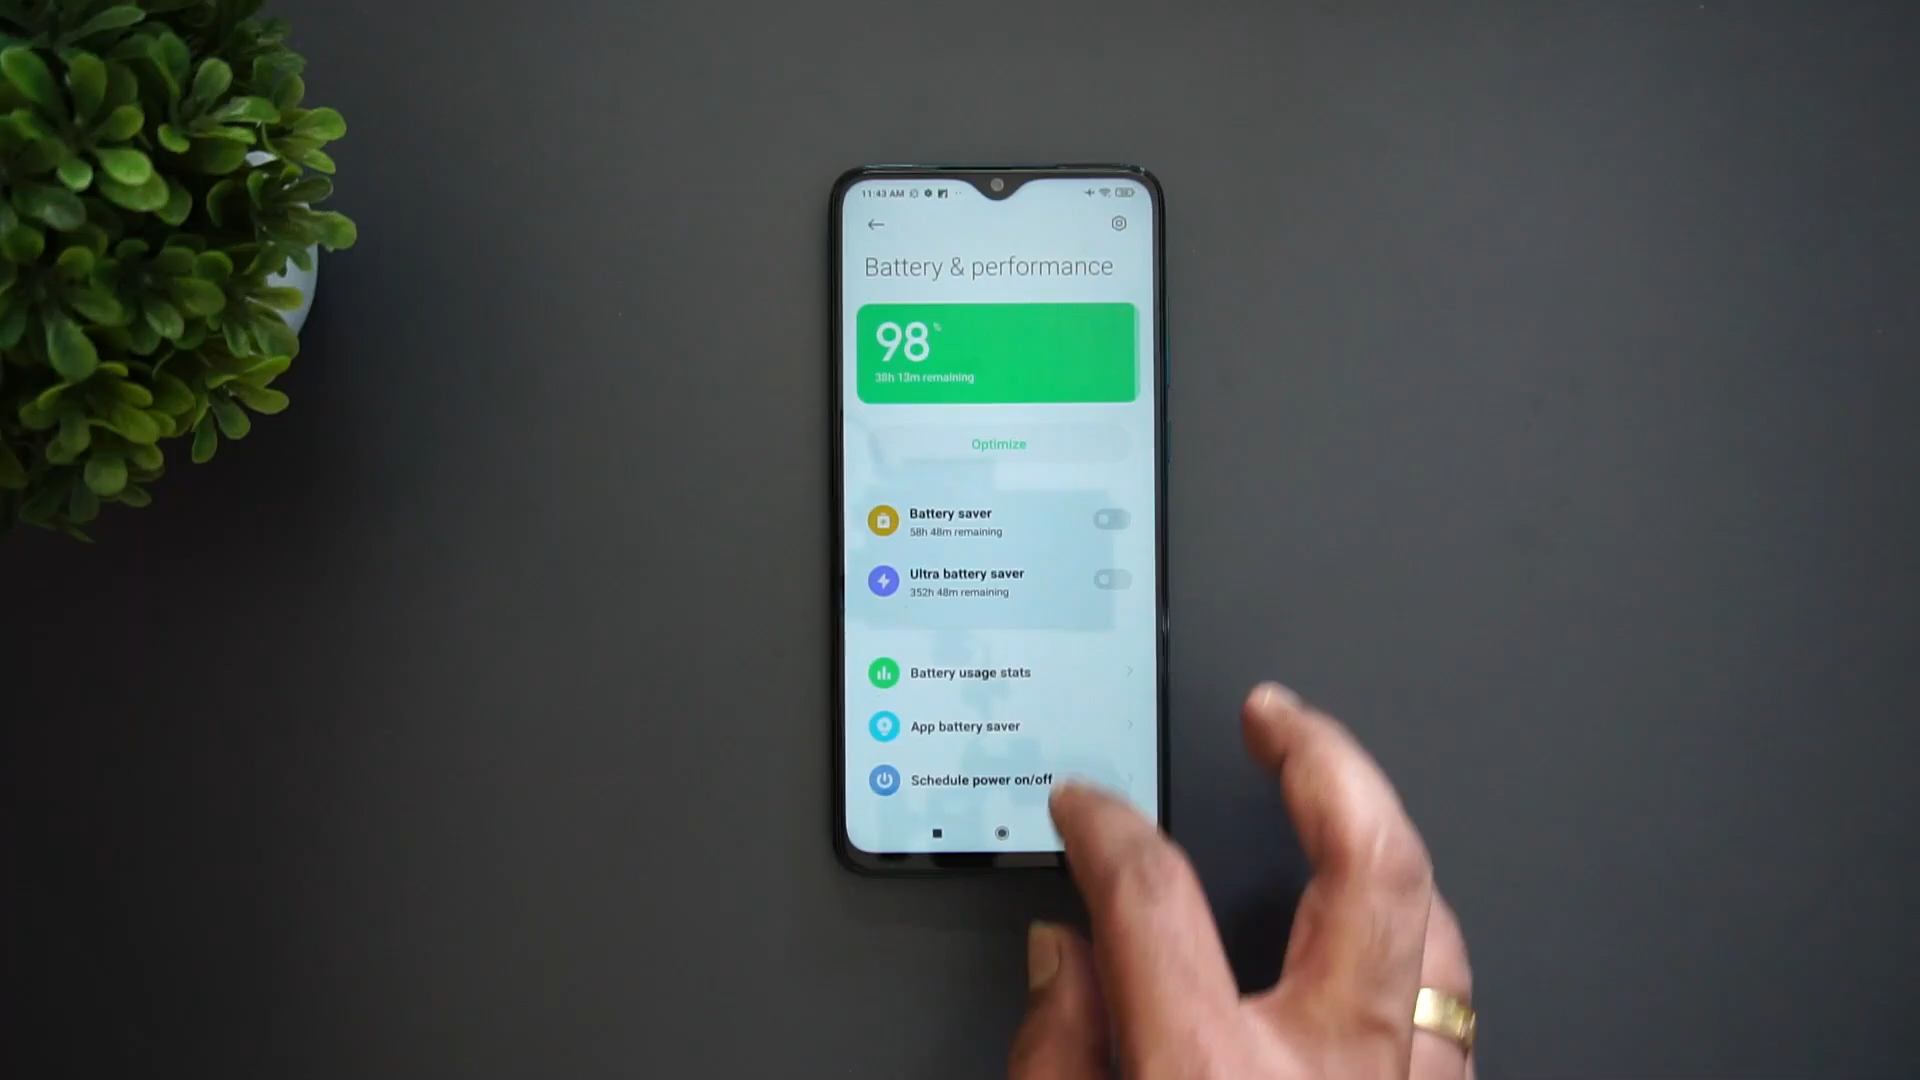 11:43 AM
Battery & performance
98%
38h 13m remaining
Optimize
Battery saver
58h 48m remaining
Ultra battery saver
352h 48m remaining
Battery usage stats
App battery saver
Schedule power on/off